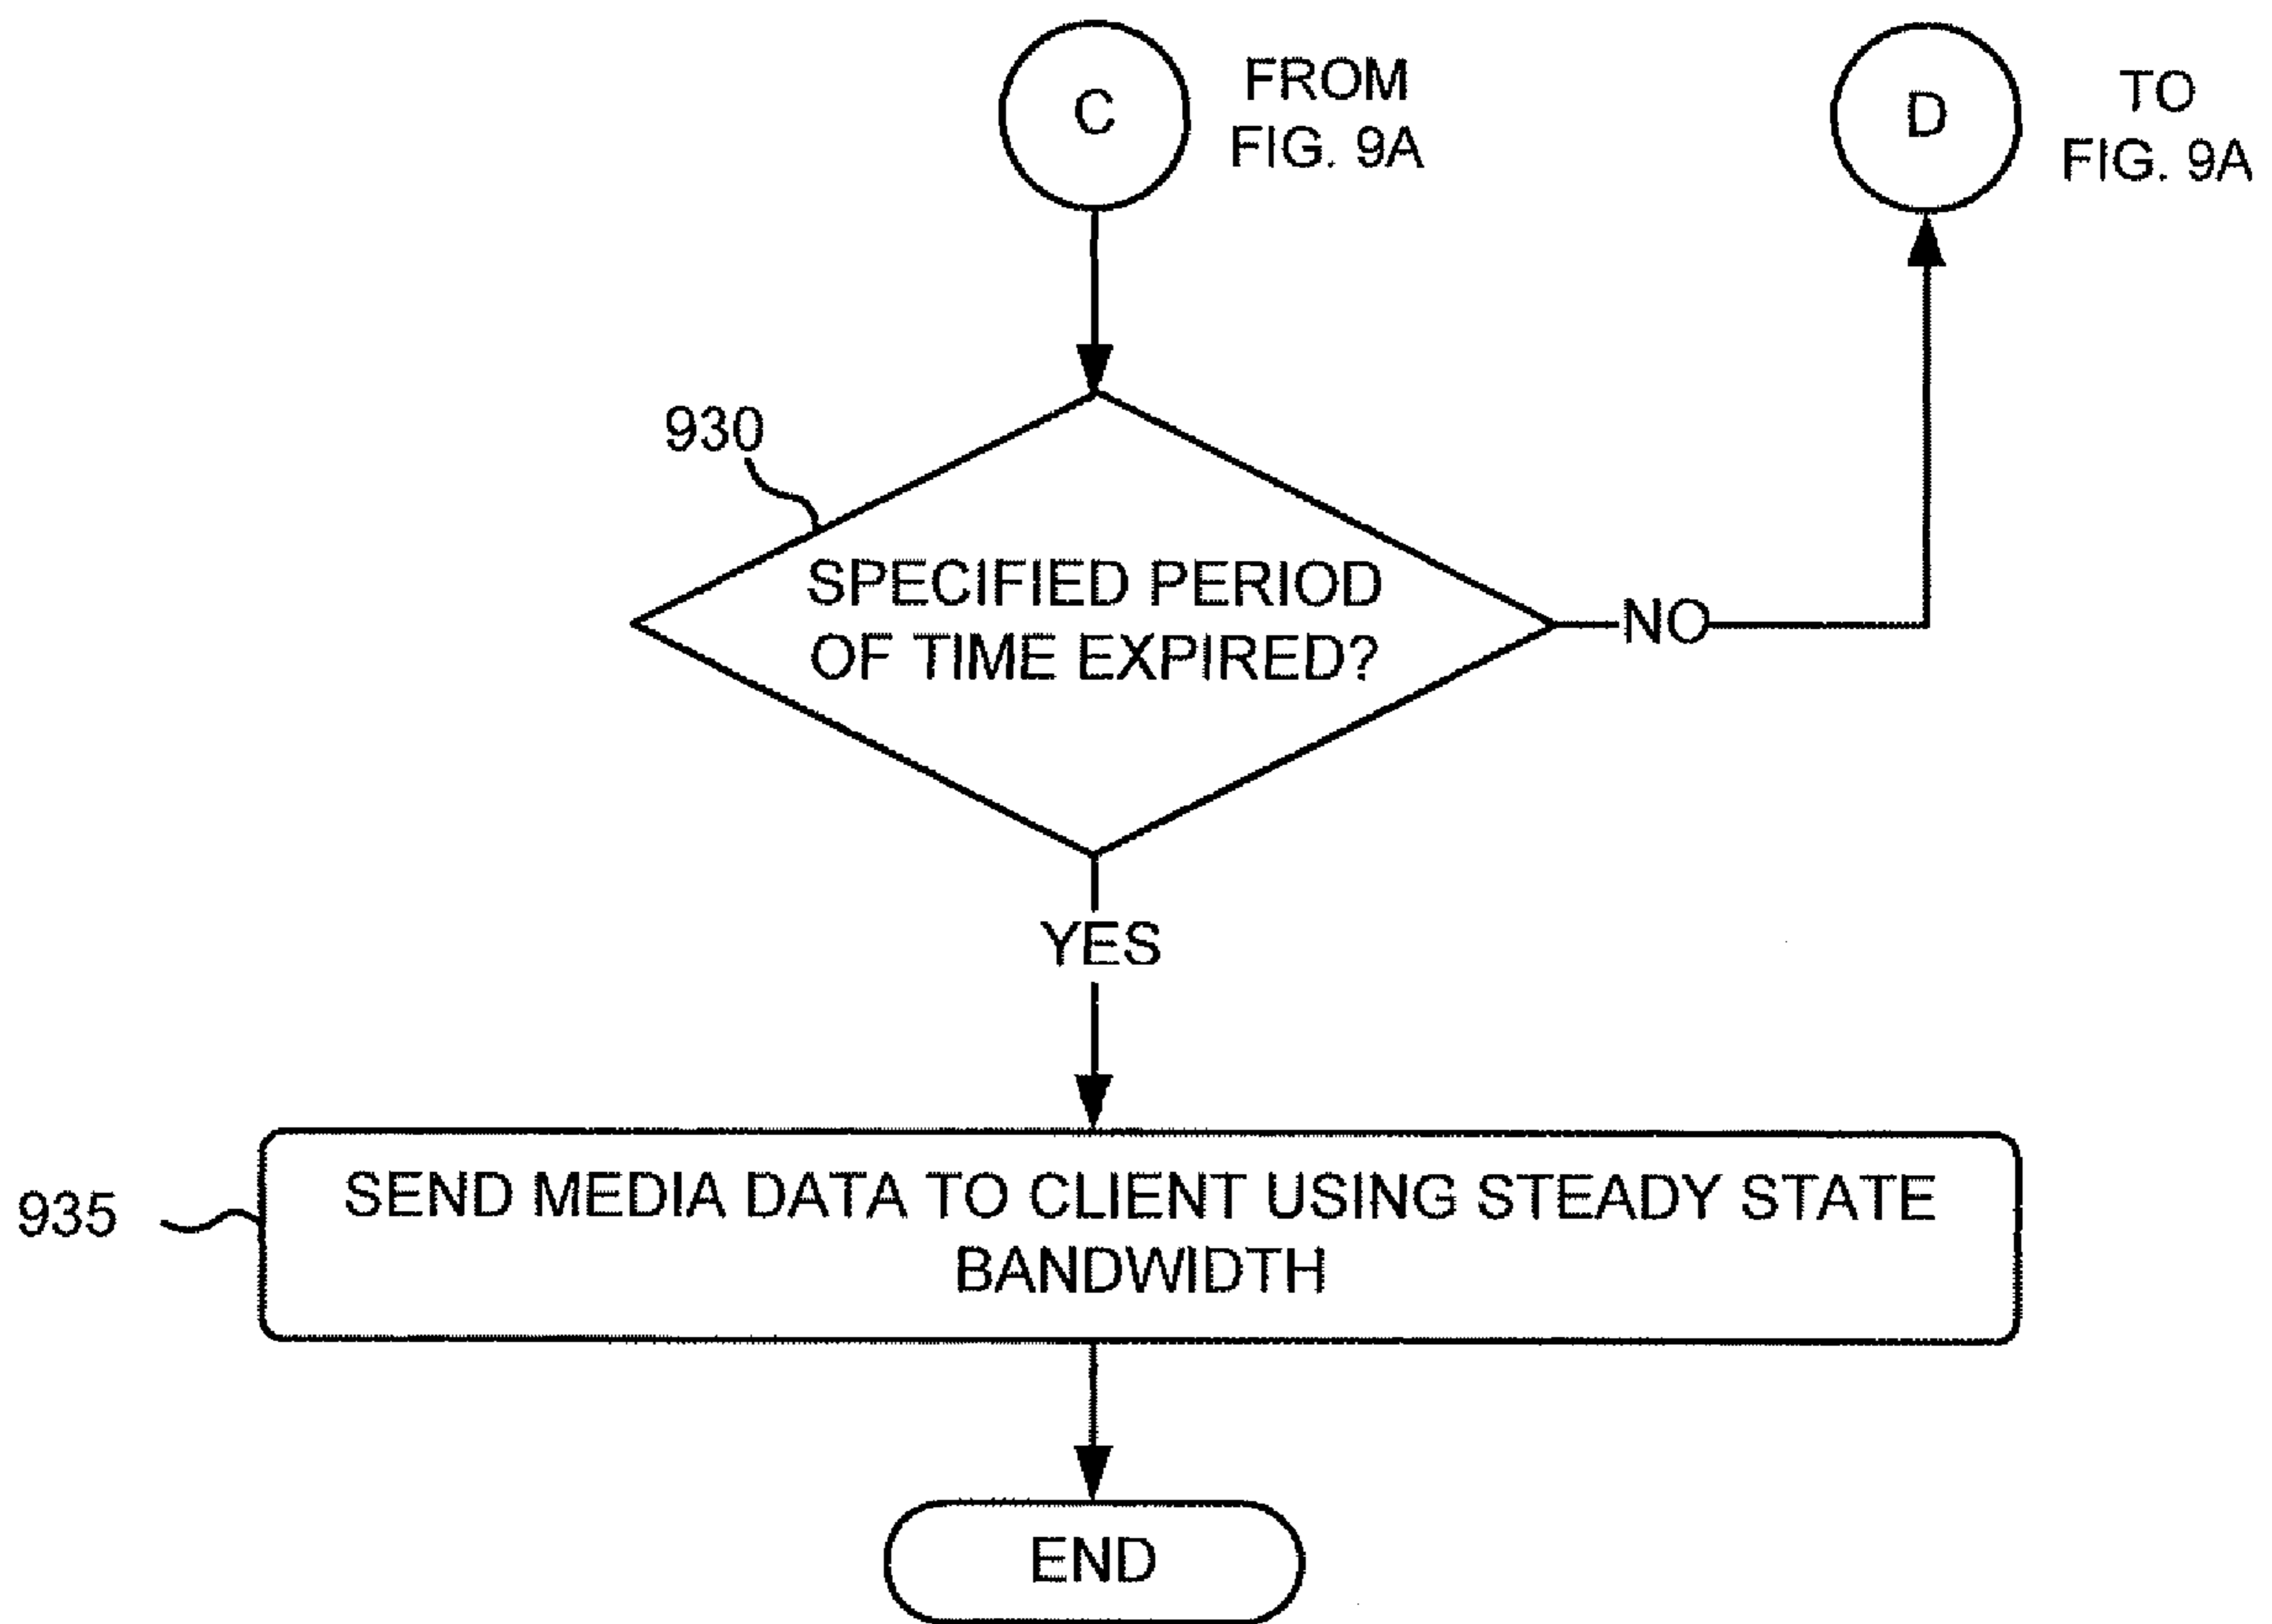 C
FROM
FIG. 9A
D
TO
FIG. 9A
930
SPECIFIED PERIOD
OF TIME EXPIRED?
NO
YES
935
SEND MEDIA DATA TO CLIENT USING STEADY STATE
BANDWIDTH
END